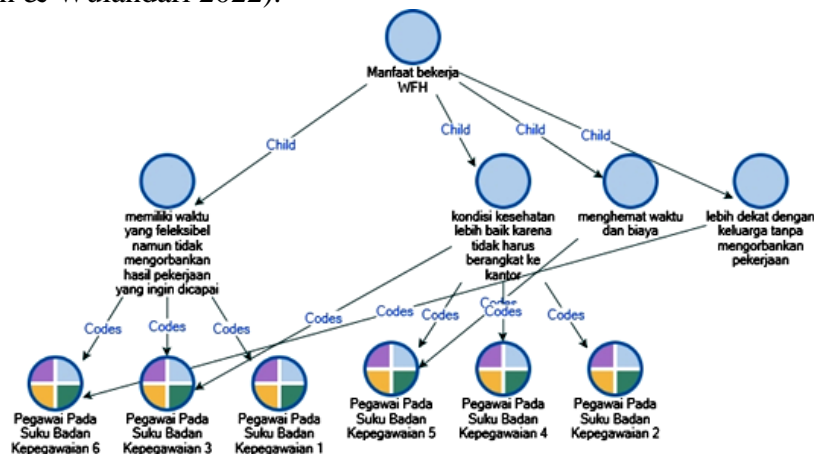 n & Wulandari 2022).
Manfaat bekerja
WFH
Child
Child
Child
Child
memiliki waktu
yang feleksibel
namun tidak
mengorbankan
hasil pekerjaan
yang ingin dicapai
kondisi kesehatan
lebih baik karena
tidak harus
berangkat ke
kantor
menghemat waktu
dan biaya
lebih dekat dengan
keluarga tanpa
mengorbankan
pekerjaan
Codes
Codes
Codes
Codes
Codes
Codes
Codes
Codes
Codes
Pegawai Pada
Suku Badan
Kepegawaian 6
Pegawai Pada
Suku Badan
Kepegawaian 3
Pegawai Pada
Suku Badan
Kepegawaian 1
Pegawai Pada
Suku Badan
Kepegawaian 5
Pegawai Pada
Suku Badan
Kepegawaian 4
Pegawai Pada
Suku Badan
Kepegawaian 2